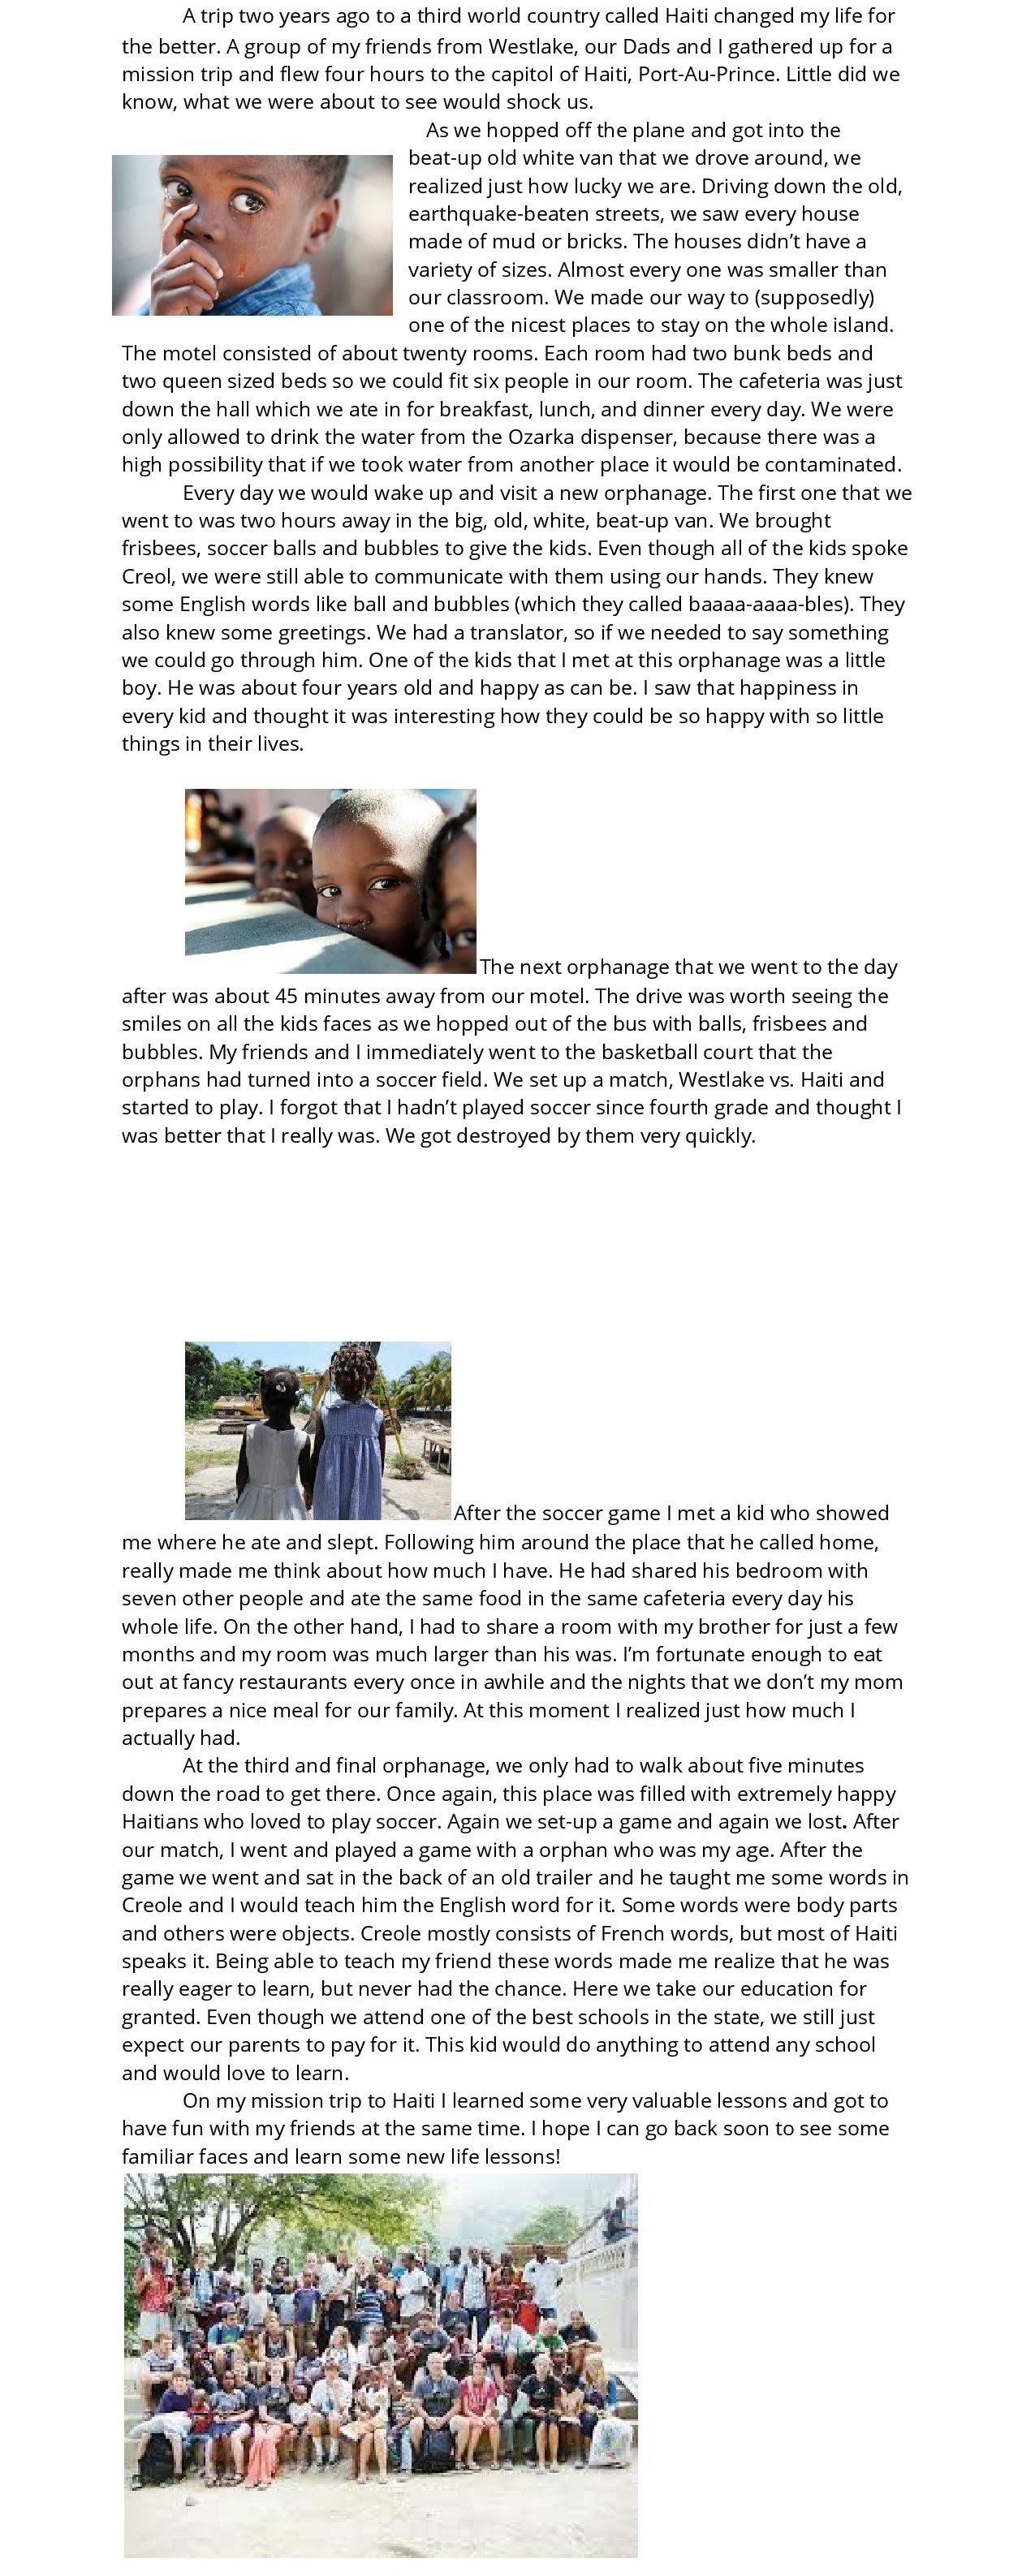 A trip two years ago to a third world country called Haiti changed my life for
the better. A group of my friends from Westlake, our Dads and I gathered up for a
mission trip and flew four hours to the capitol of Haiti, Port-Au-Prince. Little did we
know, what we were about to see would shock us.
As we hopped off the plane and got into the
beat-up old white van that we drove around, we
realized just how lucky we are. Driving down the old,
earthquake-beaten streets, we saw every house
made of mud or bricks. The houses didn’t have a
variety of sizes. Almost every one was smaller than
our classroom. We made our way to (supposedly)
one of the nicest places to stay on the whole island.
The motel consisted of about twenty rooms. Each room had two bunk beds and
two queen sized beds so we could fit six people in our room. The cafeteria was just
down the hall which we ate in for breakfast, lunch, and dinner every day. We were
only allowed to drink the water from the Ozarka dispenser, because there was a
high possibility that if we took water from another place it would be contaminated.
Every day we would wake up and visit a new orphanage. The first one that we
went to was two hours away in the big, old, white, beat-up van. We brought
frisbees, soccer balls and bubbles to give the kids. Even though all of the kids spoke
Creol, we were still able to communicate with them using our hands. They knew
some English words like ball and bubbles (which they called baaaa-aaaa-bles). They
also knew some greetings. We had a translator, so if we needed to say something
we could go through him. One of the kids that I met at this orphanage was a little
boy. He was about four years old and happy as can be. I saw that happiness in
every kid and thought it was interesting how they could be so happy with so little
things in their lives.
The next orphanage that we went to the day
after was about 45 minutes away from our motel. The drive was worth seeing the
smiles on all the kids faces as we hopped out of the bus with balls, frisbees and
bubbles. My friends and I immediately went to the basketball court that the
orphans had turned into a soccer field. We set up a match, Westlake vs. Haiti and
started to play. I forgot that I hadn’t played soccer since fourth grade and thought I
was better that I really was. We got destroyed by them very quickly.
After the soccer game I met a kid who showed
me where he ate and slept. Following him around the place that he called home,
really made me think about how much I have. He had shared his bedroom with
seven other people and ate the same food in the same cafeteria every day his
whole life. On the other hand, I had to share a room with my brother for just a few
months and my room was much larger than his was. I’m fortunate enough to eat
out at fancy restaurants every once in awhile and the nights that we don’t my mom
prepares a nice meal for our family. At this moment I realized just how much I
actually had.
At the third and final orphanage, we only had to walk about five minutes
down the road to get there. Once again, this place was filled with extremely happy
Haitians who loved to play soccer. Again we set-up a game and again we lost. After
our match, I went and played a game with a orphan who was my age. After the
game we went and sat in the back of an old trailer and he taught me some words in
Creole and I would teach him the English word for it. Some words were body parts
and others were objects. Creole mostly consists of French words, but most of Haiti
speaks it. Being able to teach my friend these words made me realize that he was
really eager to learn, but never had the chance. Here we take our education for
granted. Even though we attend one of the best schools in the state, we still just
expect our parents to pay for it. This kid would do anything to attend any school
and would love to learn.
On my mission trip to Haiti I learned some very valuable lessons and got to
have fun with my friends at the same time. I hope I can go back soon to see some
familiar faces and learn some new life lessons!